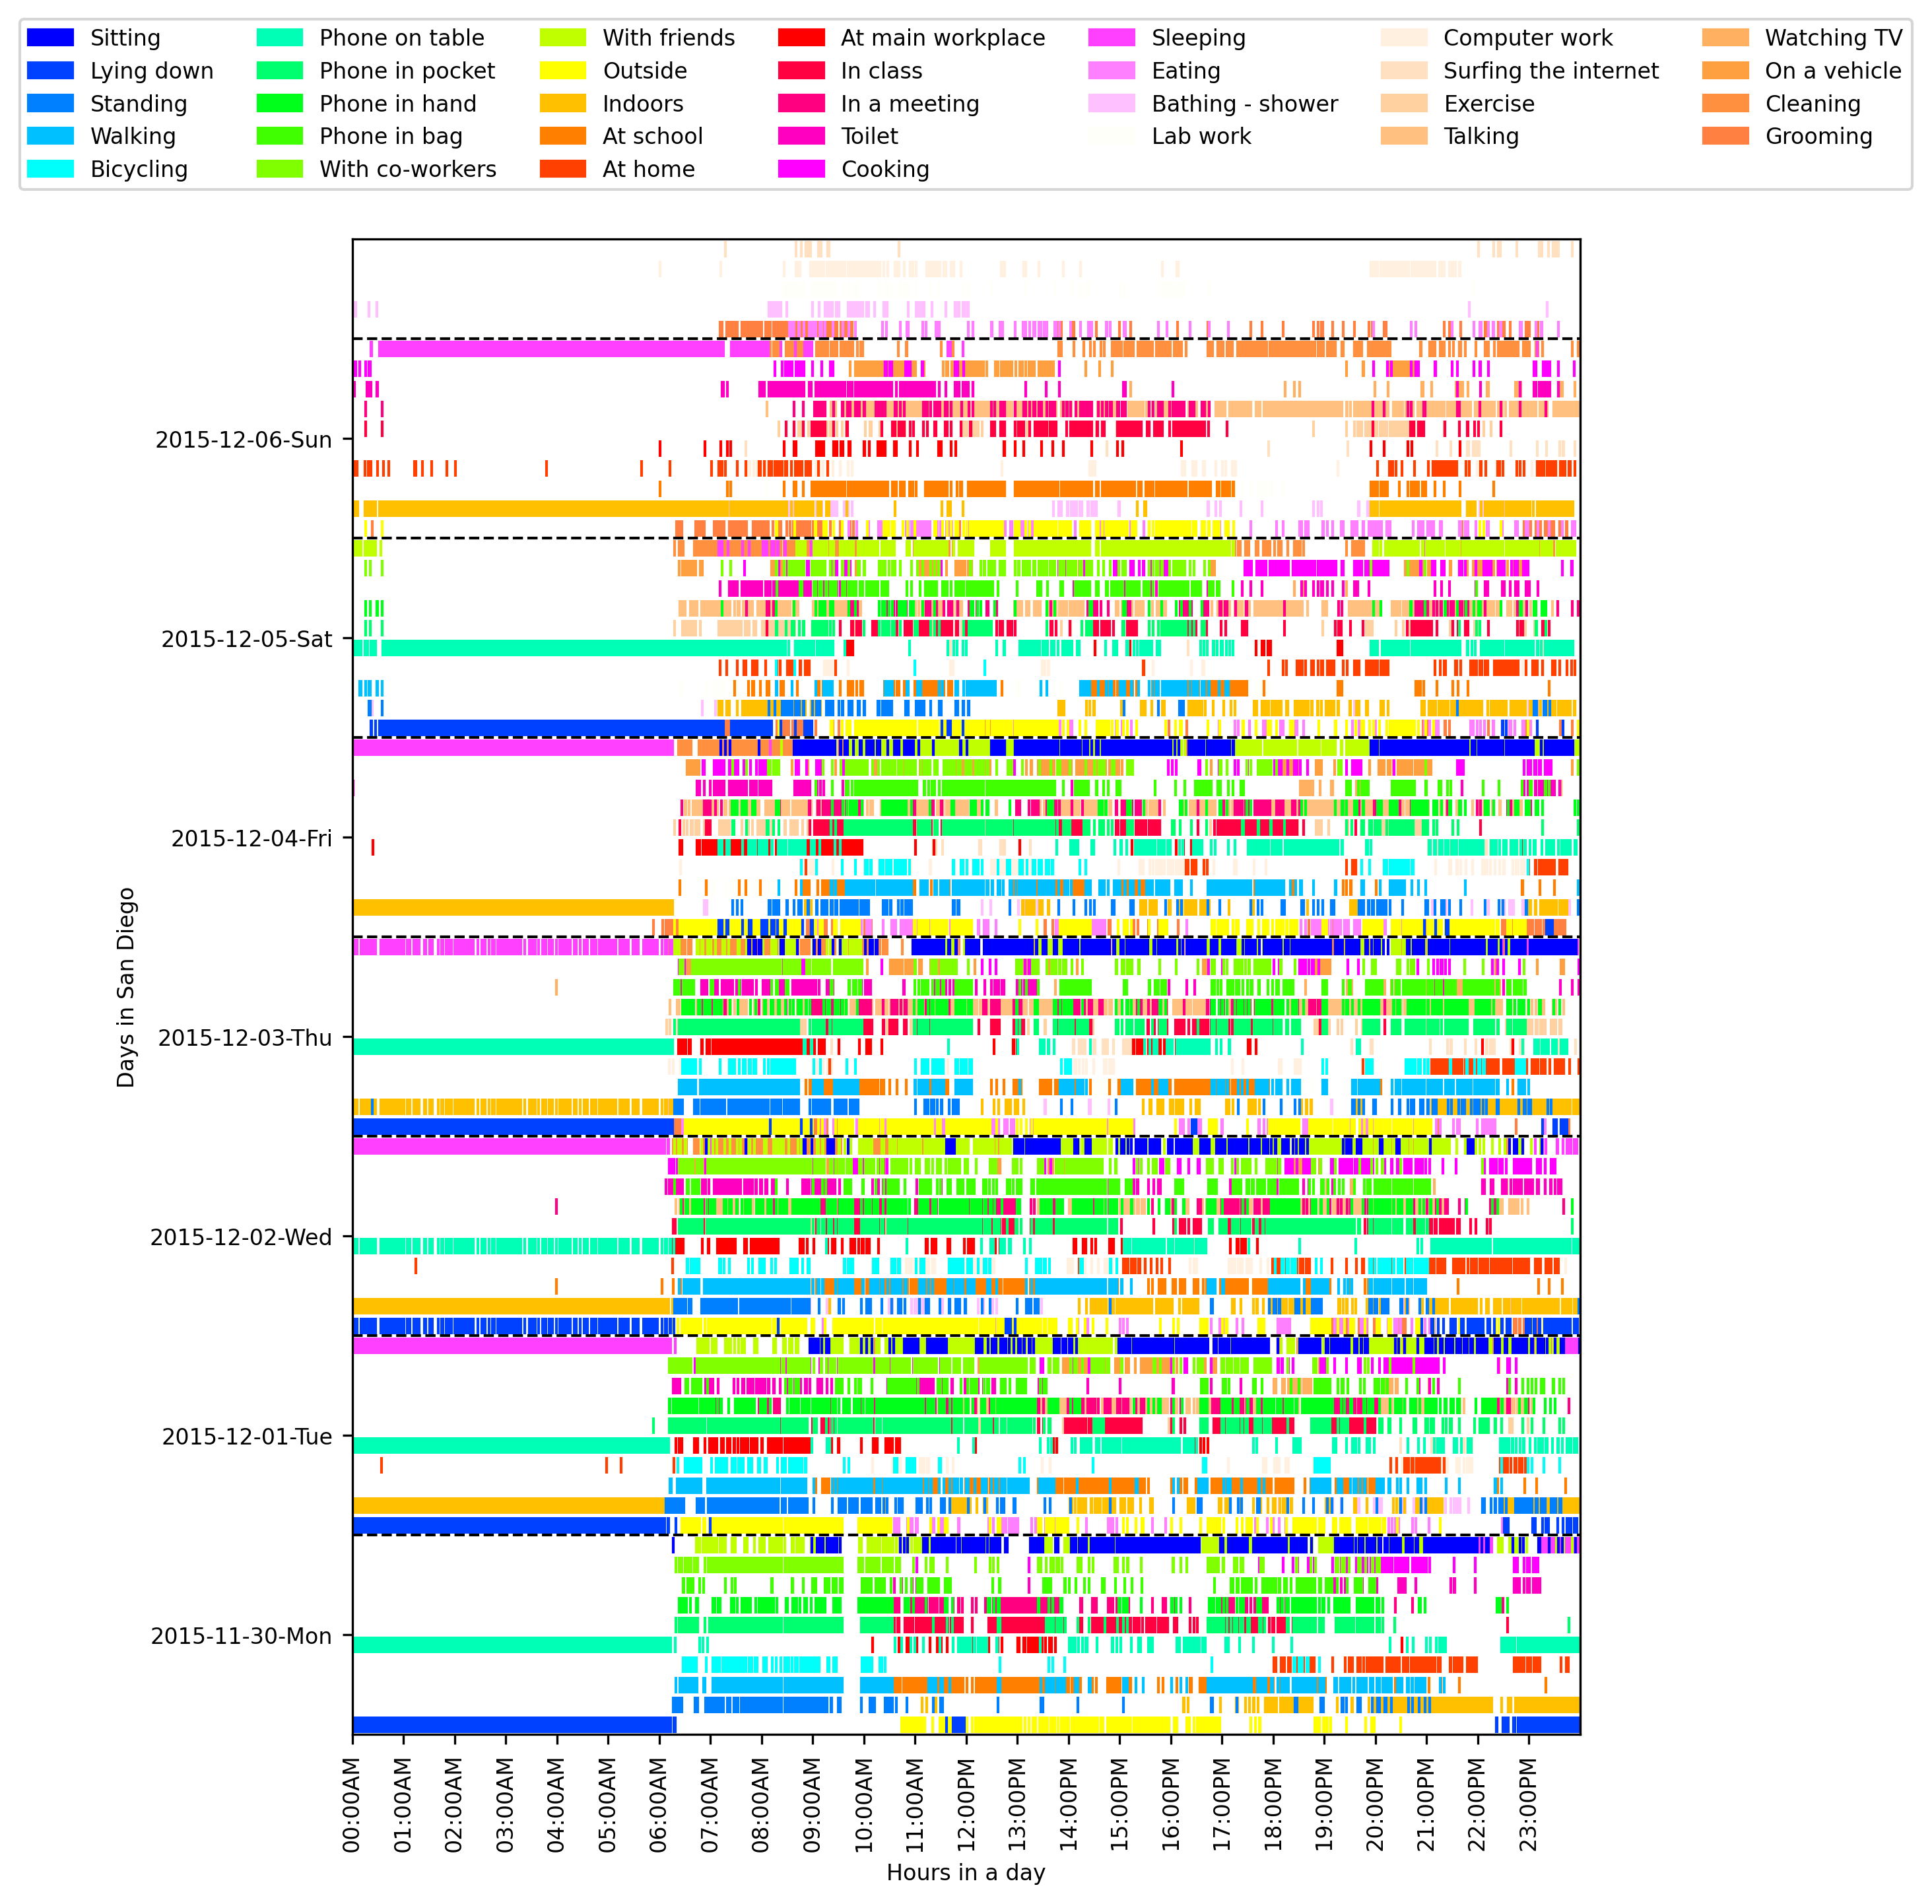 Sitting
Lying down
Standing
Walking
Bicycling
Phone on table
Phone in pocket
Phone in hand
Phone in bag
With co-workers
With friends
Outside
Indoors
At school
At home
At main workplace
In class
In a meeting
Toilet
Cooking
Sleeping
Eating
Bathing - shower
Lab work
Computer work
Surfing the internet
Exercise
Talking
Watching TV
On a vehicle
Cleaning
Grooming
Days in San Diego
2015-12-06-Sun
2015-12-05-Sat
2015-12-04-Fri
2015-12-03-Thu
2015-12-02-Wed
2015-12-01-Tue
2015-11-30-Mon
00:00AM
01:00AM
02:00AM
03:00AM
04:00AM
05:00AM
06:00AM
07:00AM
08:00AM
09:00AM
10:00AM
11:00AM
12:00PM
13:00PM
14:00PM
15:00PM
16:00PM
17:00PM
18:00PM
19:00PM
20:00PM
21:00PM
22:00PM
23:00PM
Hours in a day